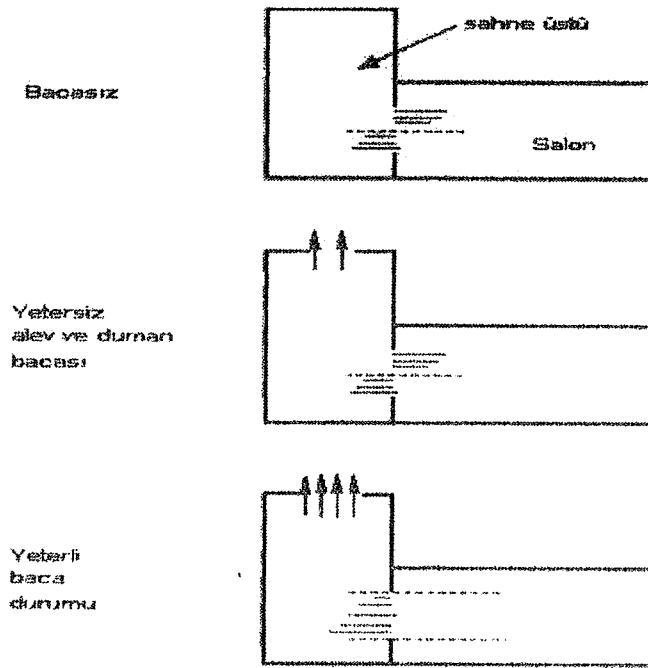 sahne üstü
Bacasız
Salon
Yetersiz
alev ve duman
bacası
Yeterli
baca
durumu